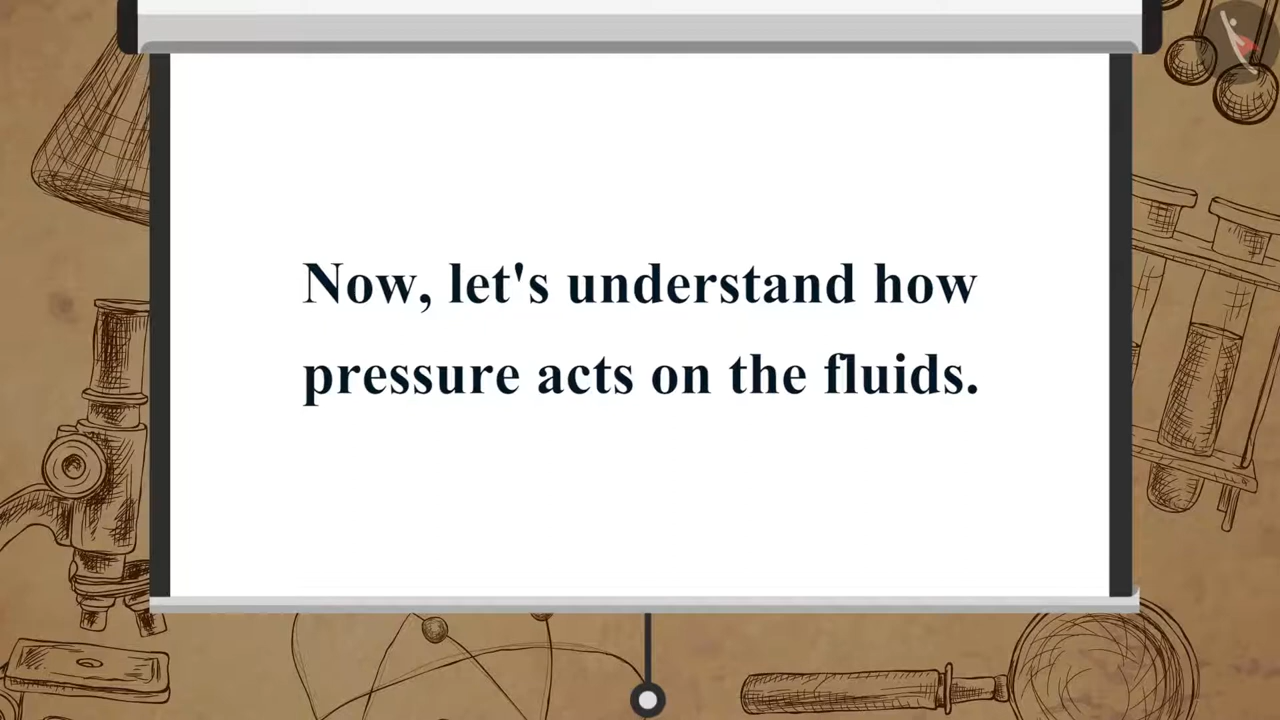 Now, let's understand how
pressure acts on the fluids.